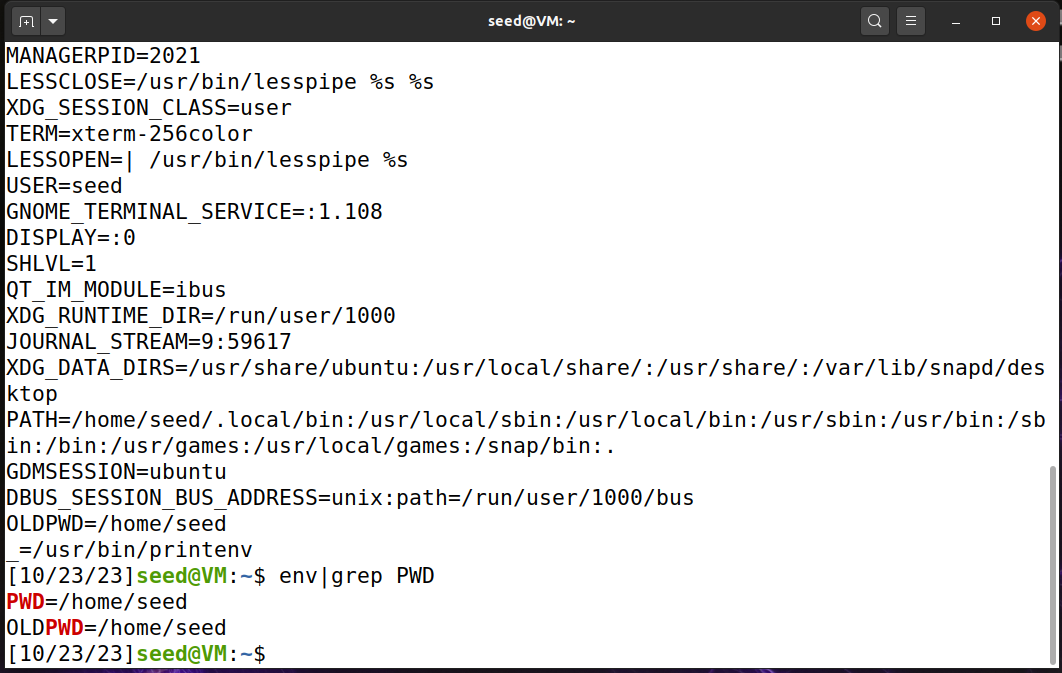 seed@VM: ~
MANAGERPID=2021
LESSCLOSE=/usr/bin/lesspipe %s %s
XDG_SESSION_CLASS=user
TERM=xterm-256color
LESSOPEN=| /usr/bin/lesspipe %s
USER=seed
GNOME_TERMINAL_SERVICE=:1.108
DISPLAY=:0
SHLVL=1
QT_IM_MODULE=ibus
XDG_RUNTIME_DIR=/run/user/1000
JOURNAL_STREAM=9:59617
XDG_DATA_DIRS=/usr/share/ubuntu:/usr/local/share/:/usr/share/:/var/lib/snapd/des
ktop
PATH=/home/seed/.local/bin:/usr/local/sbin:/usr/local/bin:/usr/sbin:/usr/bin:/sb
in:/bin:/usr/games:/usr/local/games:/snap/bin:.
GDMSESSION=ubuntu
DBUS_SESSION_BUS_ADDRESS=unix:path=/run/user/1000/bus
OLDPWD=/home/seed
_=/usr/bin/printenv
[10/23/23]seed@VM:~$ env|grep PWD
PWD=/home/seed
OLDPWD=/home/seed
[10/23/23]seed@VM:~$